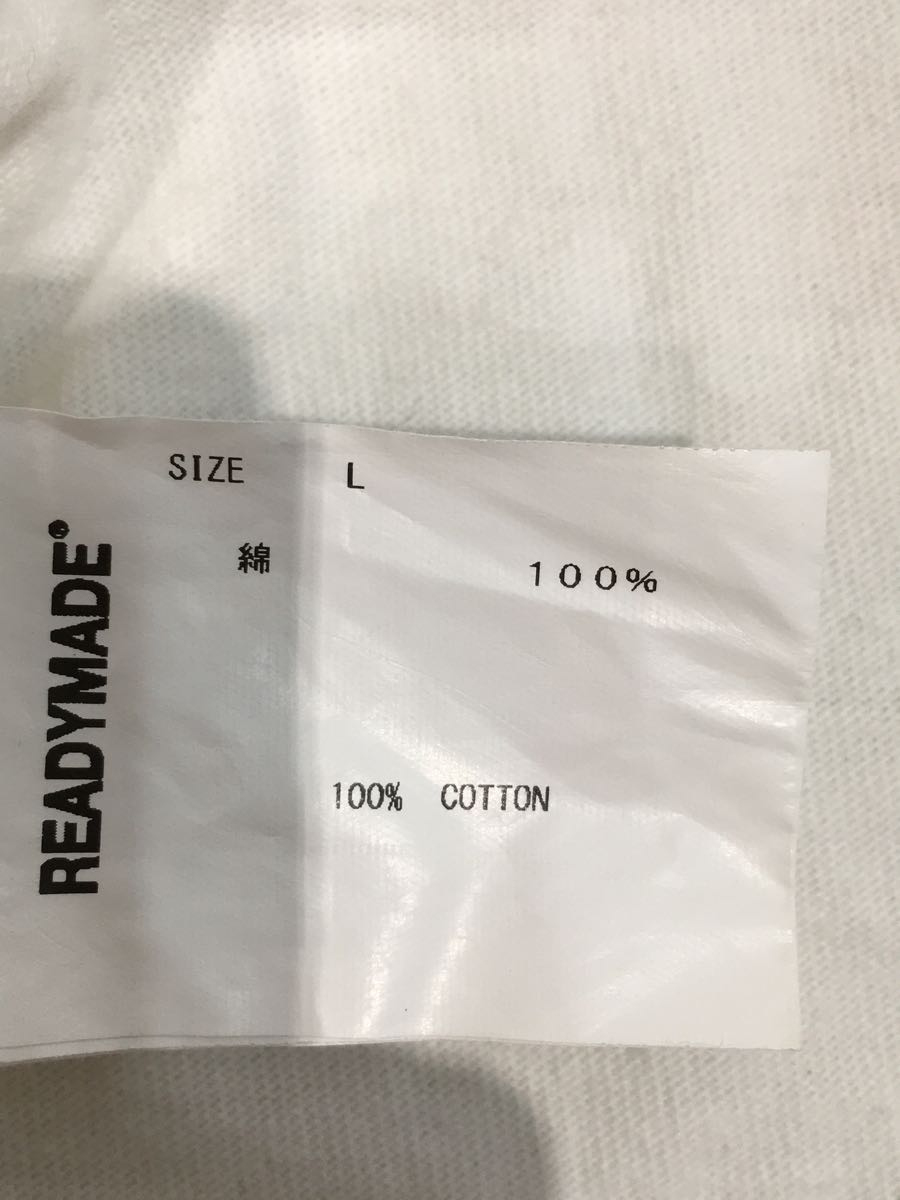 SIZE L
綿 100%
100% COTTON
READYMADE®